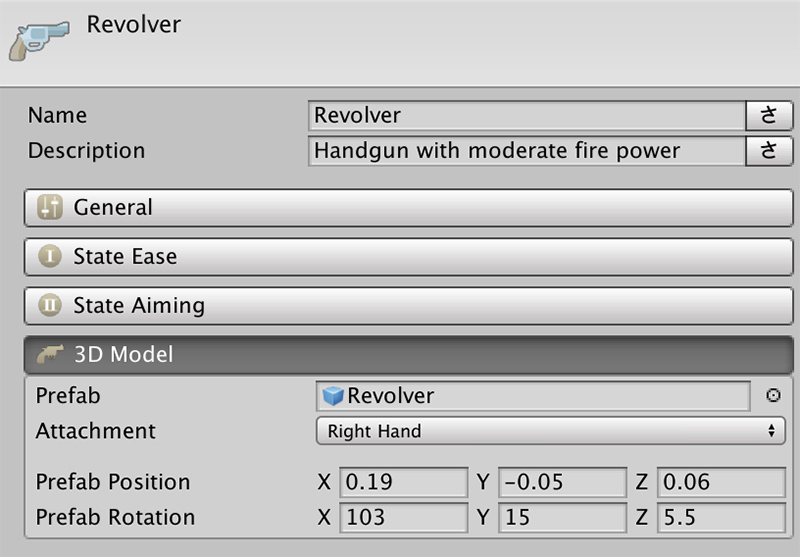 Revolver
Name Revolver さ
Description Handgun with moderate fire power さ
General
I State Ease
II State Aiming
3D Model
Prefab Revolver
Attachment Right Hand
Prefab Position X 0.19 Y -0.05 Z 0.06
Prefab Rotation X 103 Y 15 Z 5.5